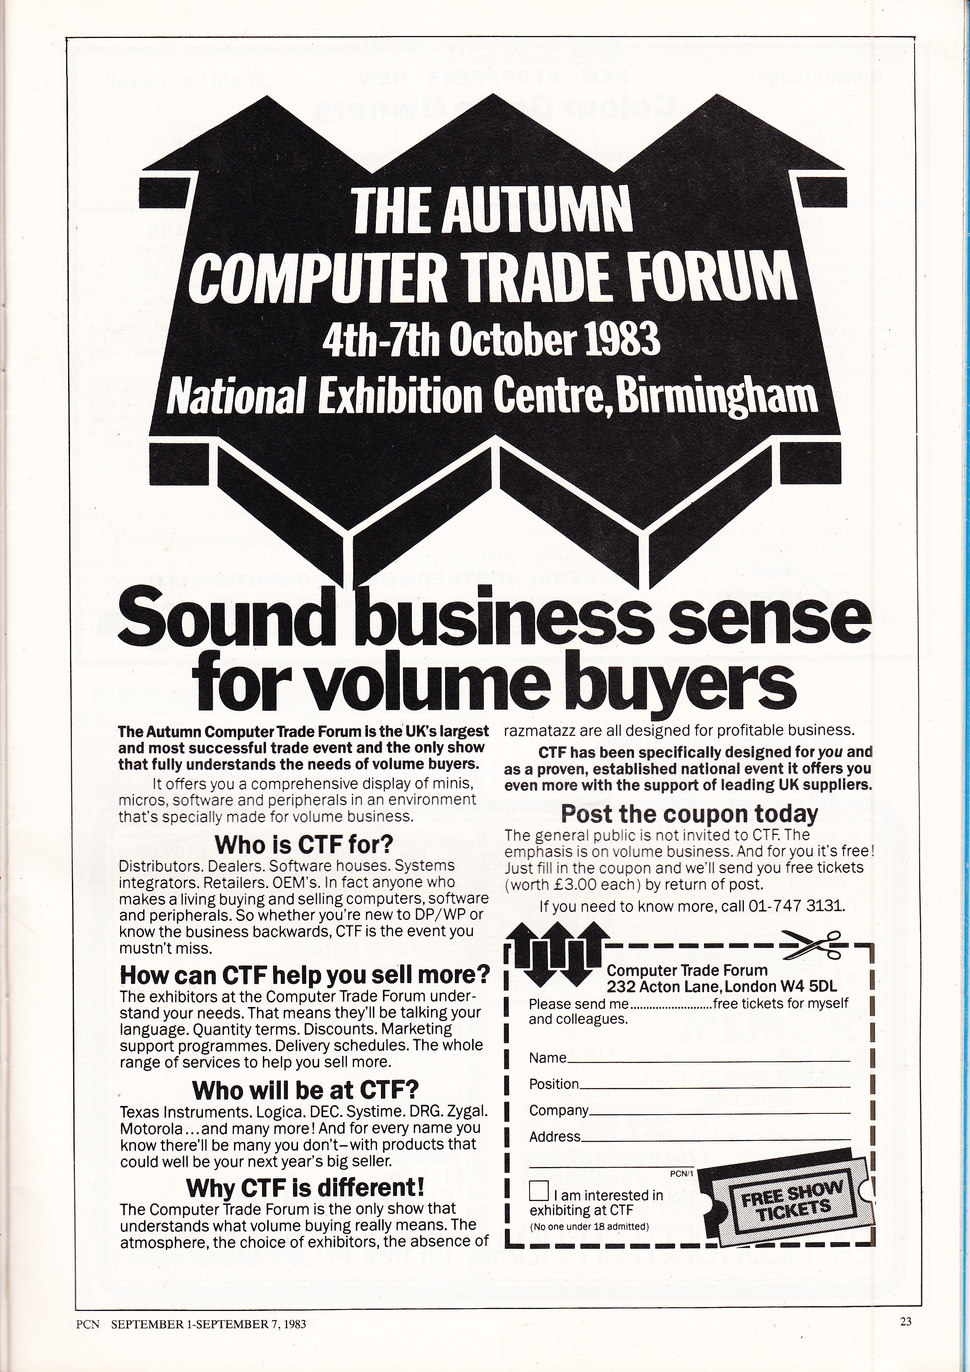 THE AUTUMN
COMPUTER TRADE FORUM
4th-7th October 1983
National Exhibition Centre, Birmingham
Sound business sense
for volume buyers
The Autumn Computer Trade Forum is the UK's largest
and most successful trade event and the only show
that fully understands the needs of volume buyers.
It offers you a comprehensive display of minis,
micros, software and peripherals in an environment
that's specially made for volume business.
Who is CTF for?
Distributors. Dealers. Software houses. Systems
integrators. Retailers. OEM's. In fact anyone who
makes a living buying and selling computers, software
and peripherals. So whether you're new to DP/WP or
know the business backwards, CTF is the event you
mustn't miss.
How can CTF help you sell more?
The exhibitors at the Computer Trade Forum under-
stand your needs. That means they'll be talking your
language. Quantity terms. Discounts. Marketing
support programmes. Delivery schedules. The whole
range of services to help you sell more.
Who will be at CTF?
Texas Instruments. Logica. DEC. Systime. DRG. Zygal.
Motorola...and many more! And for every name you
know there'll be many you don't–with products that
could well be your next year's big seller.
Why CTF is different!
The Computer Trade Forum is the only show that
understands what volume buying really means. The
atmosphere, the choice of exhibitors, the absence of
razmatazz are all designed for profitable business.
CTF has been specifically designed for you and
as a proven, established national event it offers you
even more with the support of leading UK suppliers.
Post the coupon today
The general public is not invited to CTF. The
emphasis is on volume business. And for you it's free!
Just fill in the coupon and we'll send you free tickets
(worth £3.00 each) by return of post.
If you need to know more, call 01-747 3131.
Computer Trade Forum
232 Acton Lane, London W4 5DL
Please send me..........................free tickets for myself
and colleagues.
Name
Position
Company
Address
PCN/1
I am interested in
exhibiting at CTF
(No one under 18 admitted)
FREE SHOW
TICKETS
PCN SEPTEMBER 1-SEPTEMBER 7, 1983
23